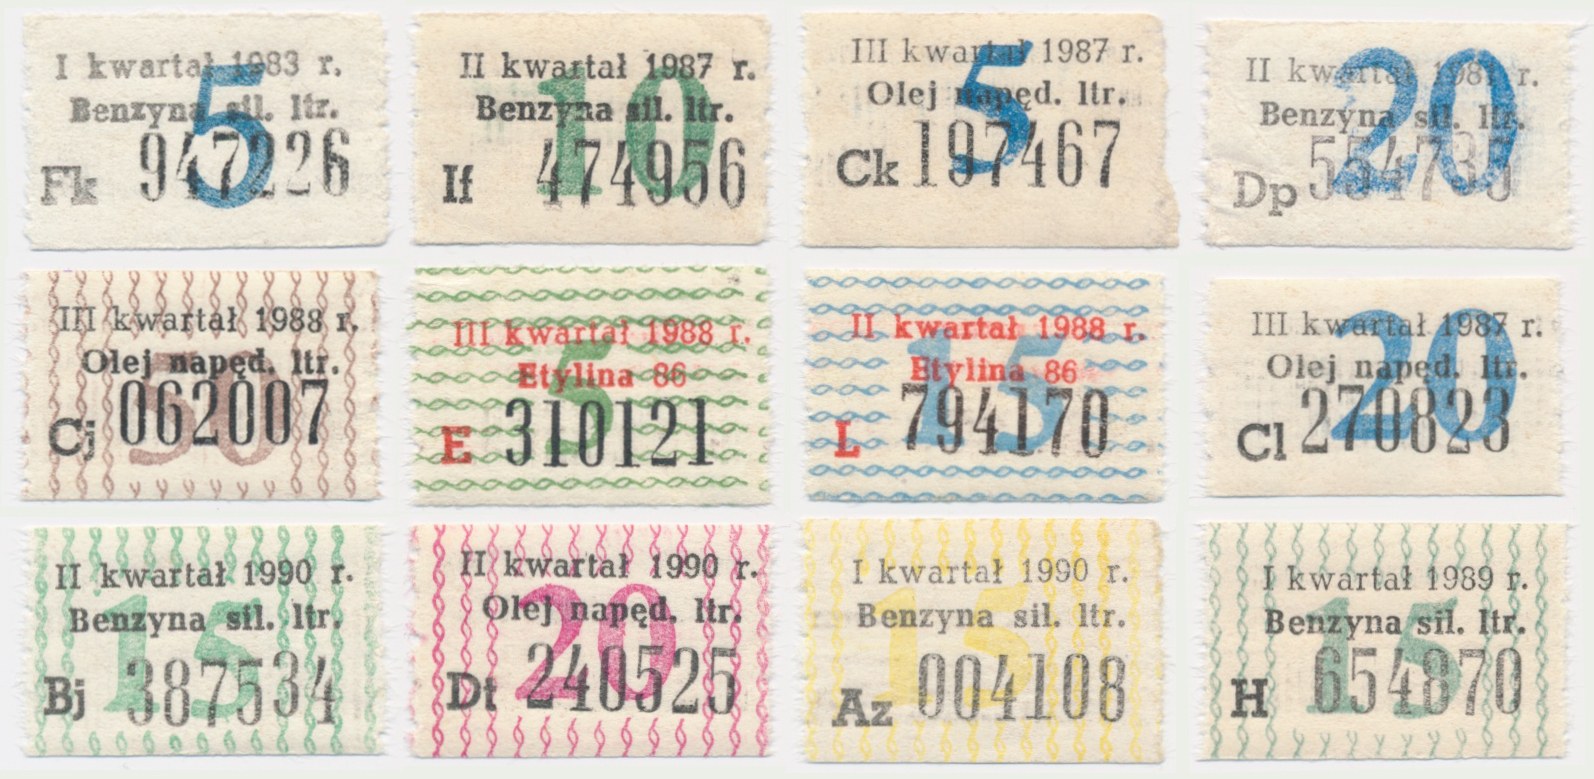 I kwartał 1983 r.
Benzyna sil. ltr.
5
Fk 947226
II kwartał 1987 r.
Benzyna sil. ltr.
10
If 474956
III kwartał 1987 r.
Olej napęd. ltr.
5
Ck 197467
II kwartał 1987 r.
Benzyna sil. ltr.
20
Dp
III kwartał 1988 r.
Olej napęd. ltr.
50
Cj 062007
III kwartał 1988 r.
Etylina 86
5
E 310121
II kwartał 1988 r.
Etylina 86
15
L 794170
III kwartał 1987 r.
Olej napęd. ltr.
20
Cl 270823
II kwartał 1990 r.
Benzyna sil. ltr.
15
Bj 387534
II kwartał 1990 r.
Olej napęd. ltr.
20
Dt 240525
I kwartał 1990 r.
Benzyna sil. ltr.
15
Az 004108
I kwartał 1989 r.
Benzyna sil. ltr.
15
H 654870